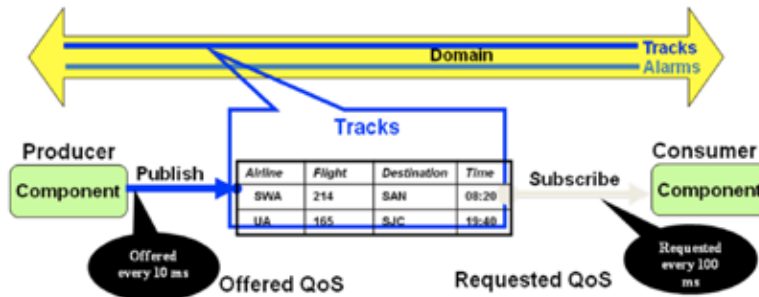 Domain
Tracks
Alarms
Tracks
Producer
Component
Publish
Airline Flight Destination Time
SWA 214 SAN 08:20
UA 165 SJC 19:40
Subscribe
Consumer
Component
Offered
every 10 ms
Offered QoS
Requested QoS
Requested
every 100
ms